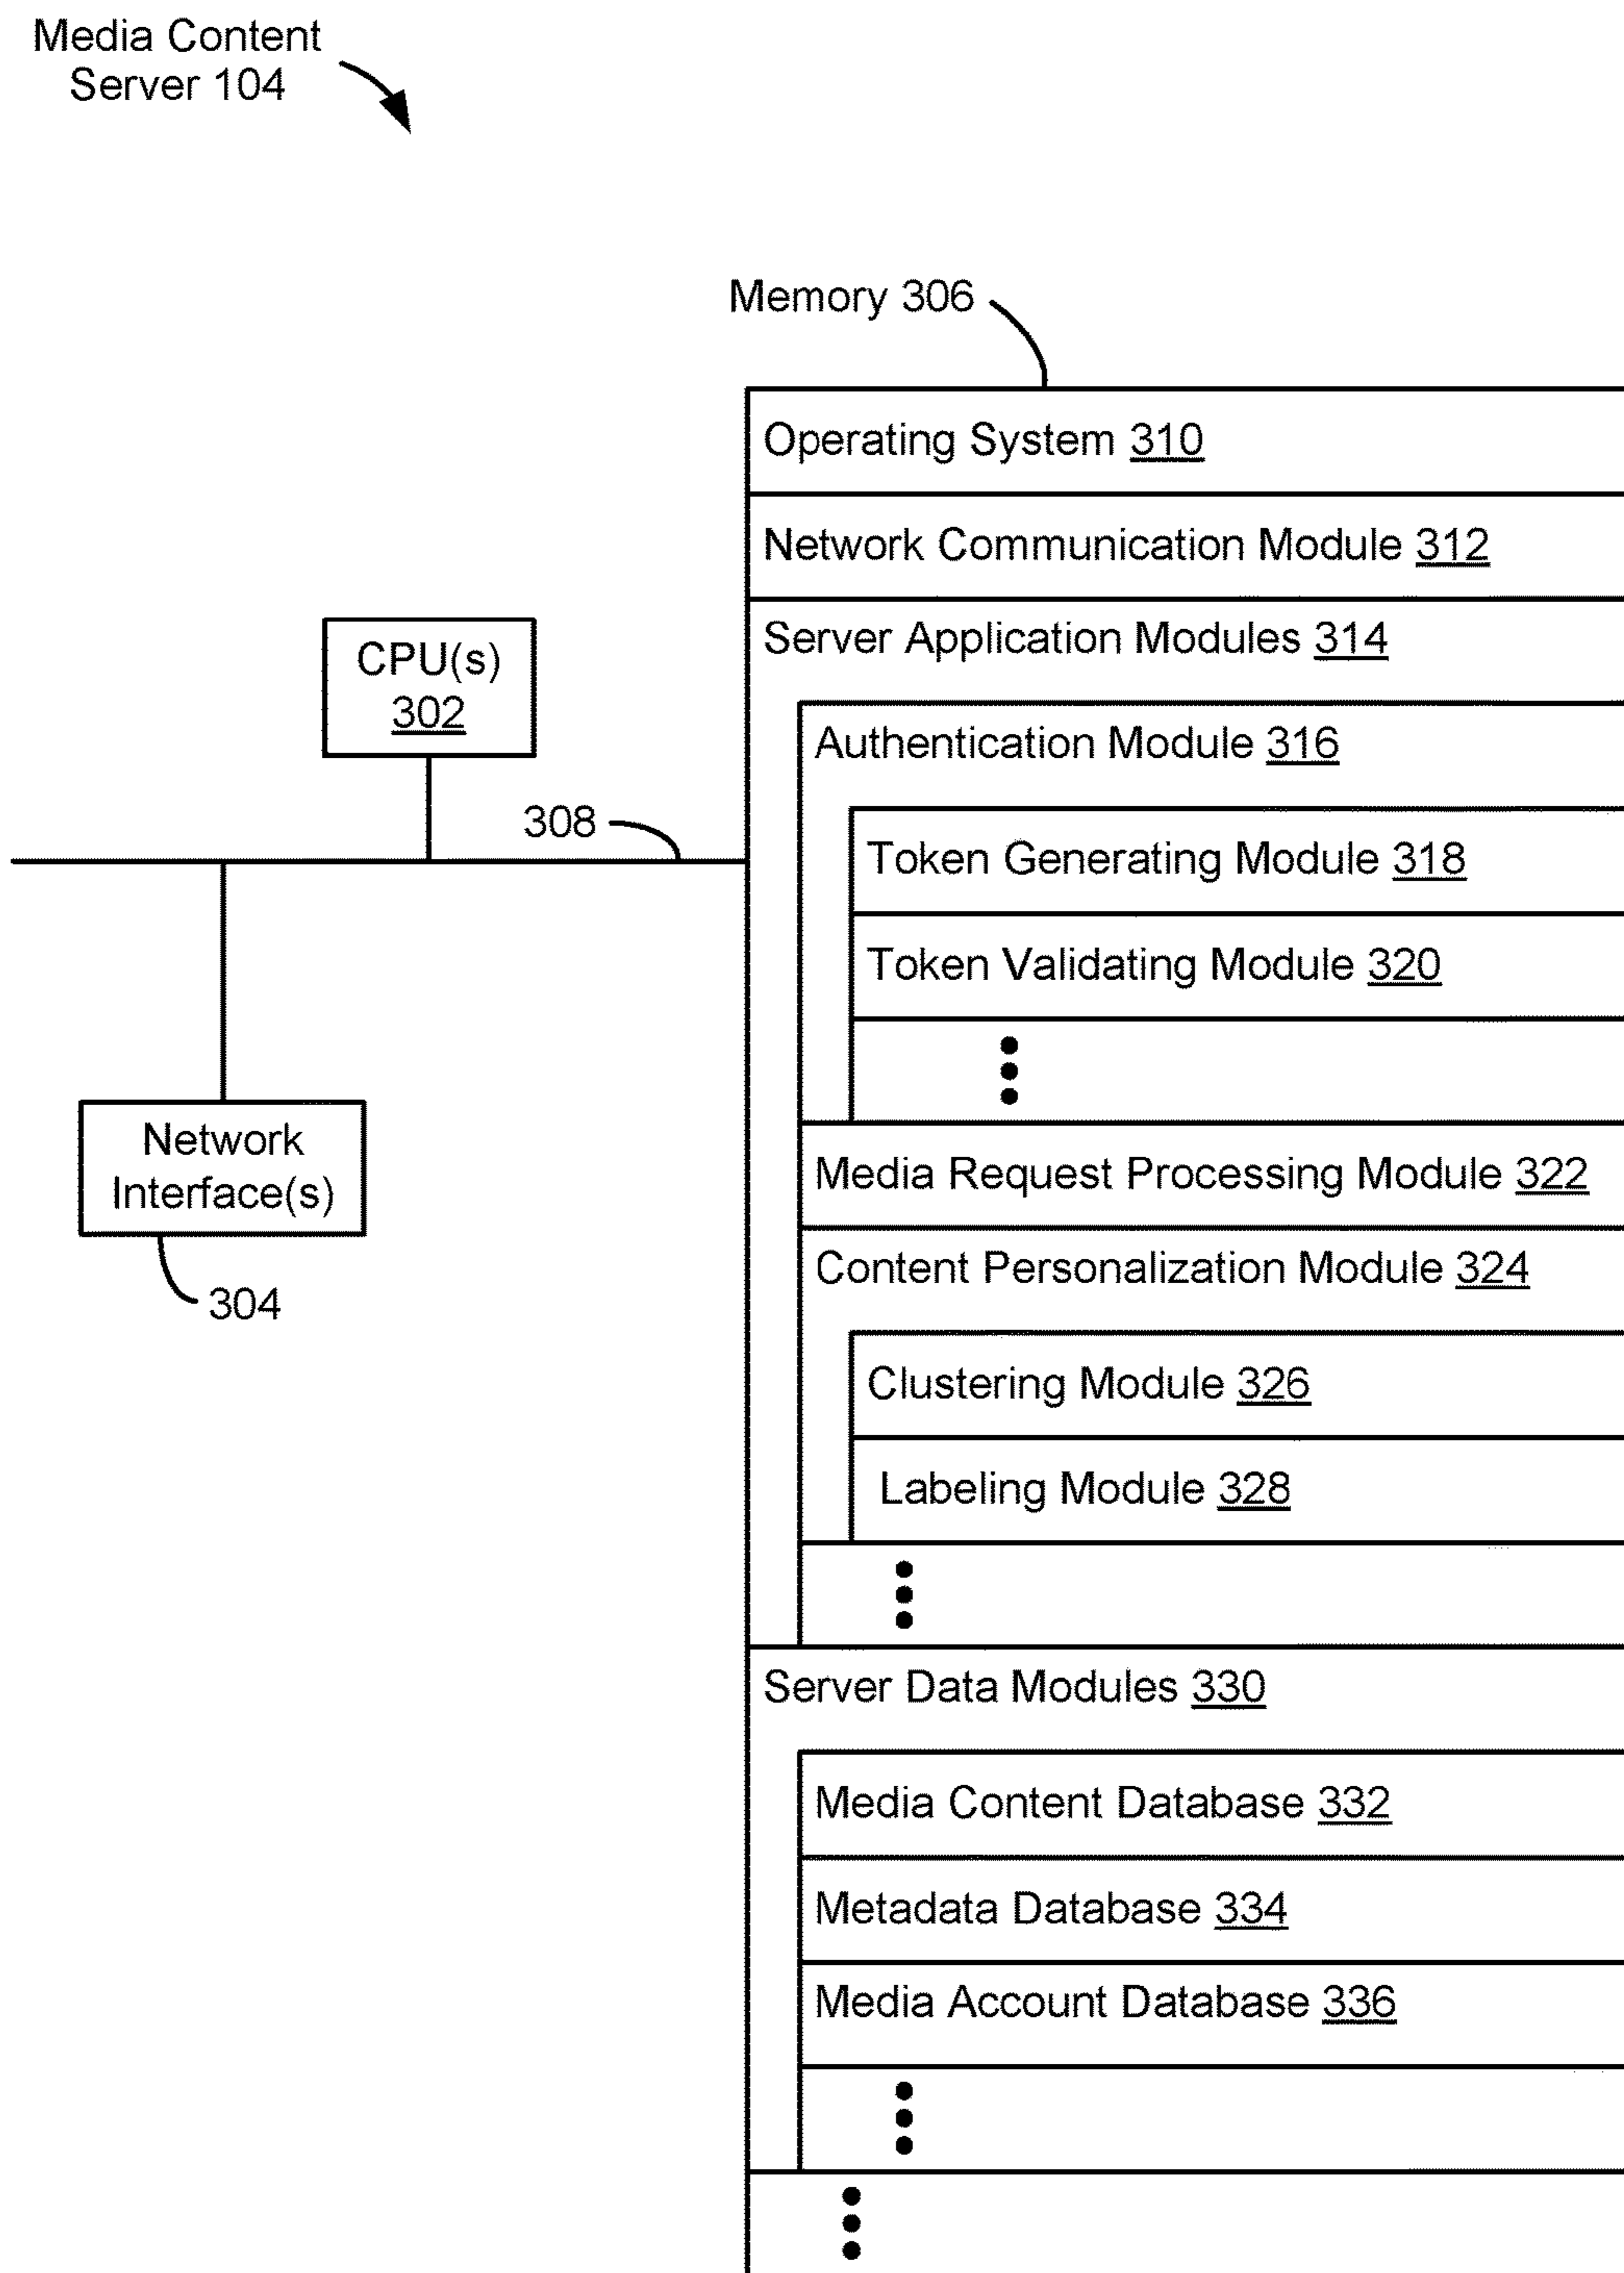 Media Content
Server 104
Memory 306
Operating System 310
Network Communication Module 312
Server Application Modules 314
CPU(s)
302
Authentication Module 316
308
Token Generating Module 318
Token Validating Module 320
Network
Interface(s)
304
Media Request Processing Module 322
Content Personalization Module 324
Clustering Module 326
Labeling Module 328
Server Data Modules 330
Media Content Database 332
Metadata Database 334
Media Account Database 336